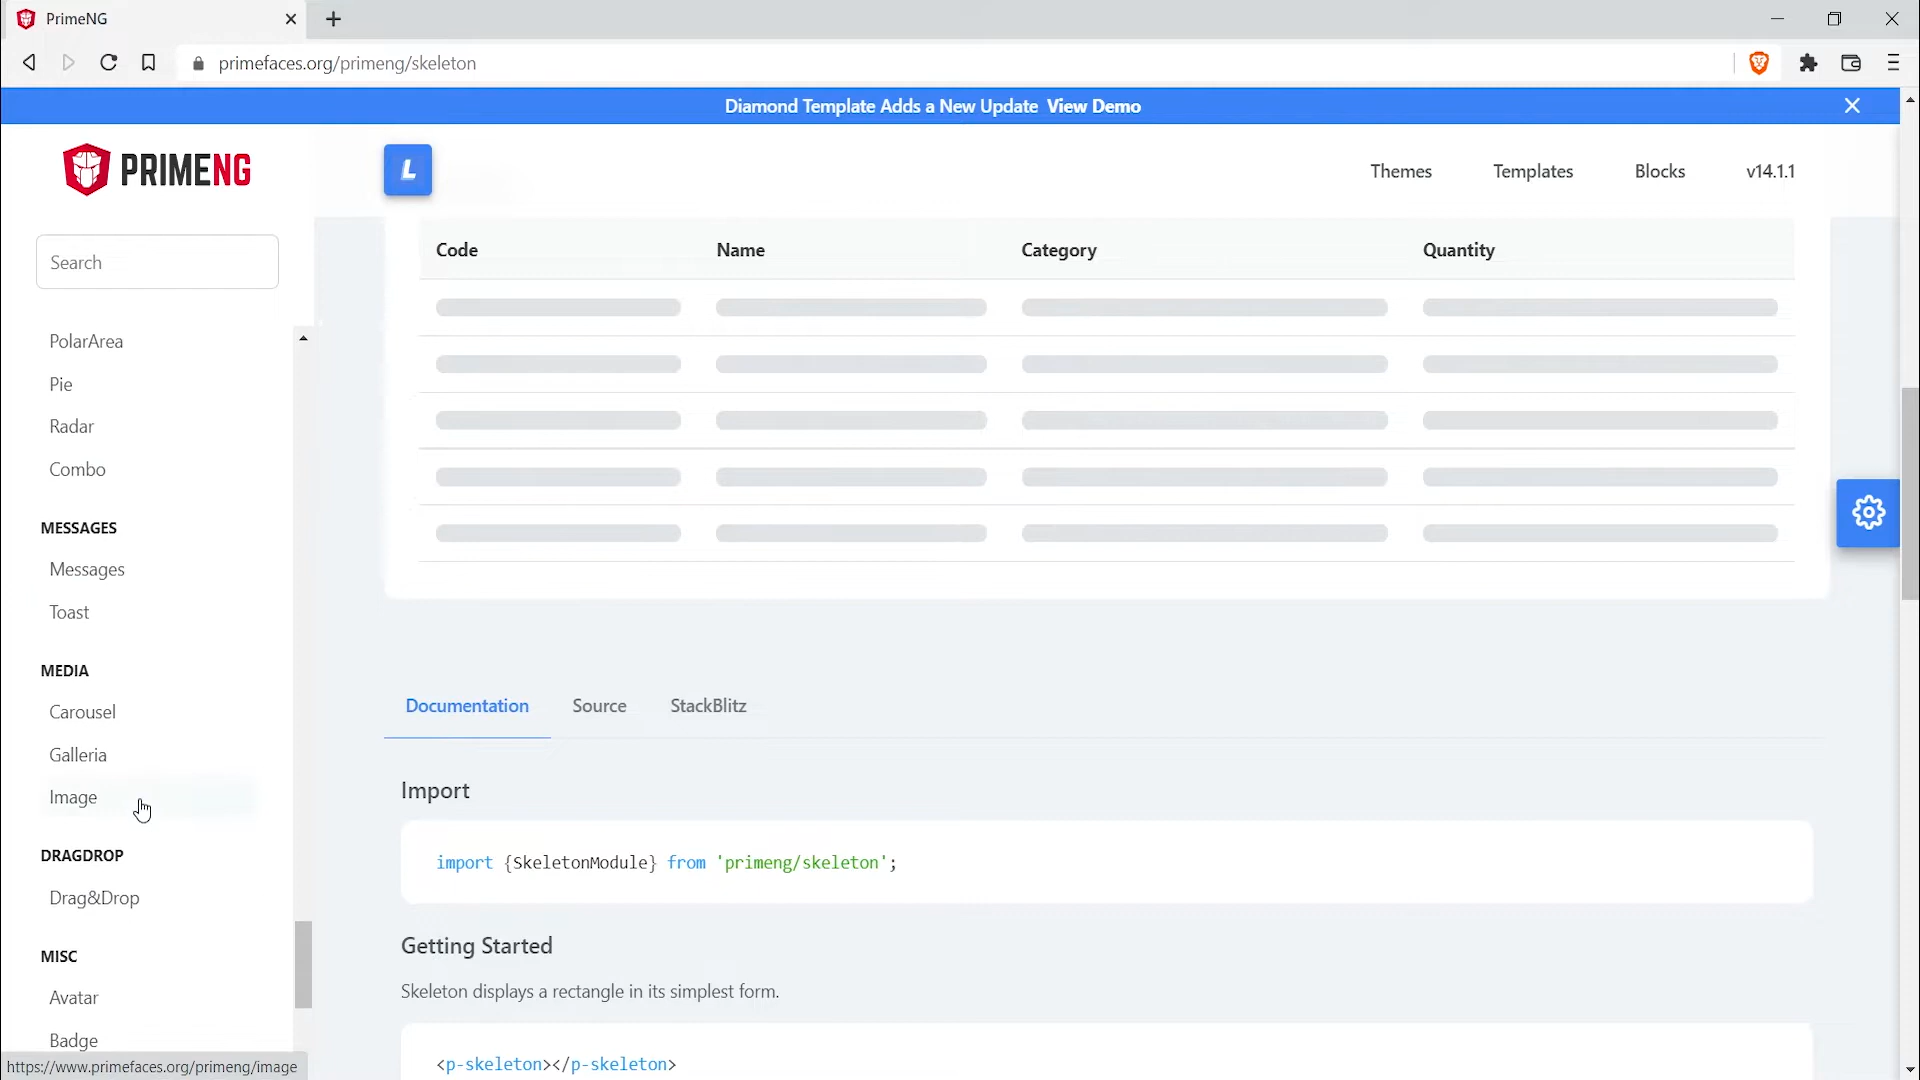 PrimeNG
primefaces.org/primeng/skeleton
Diamond Template Adds a New Update View Demo
PRIMENG
L
Themes Templates Blocks v14.1.1
Search
PolarArea
Pie
Radar
Combo
MESSAGES
Messages
Toast
MEDIA
Carousel
Galleria
Image
DRAGDROP
Drag&Drop
MISC
Avatar
Badge
Code Name Category Quantity
Documentation Source StackBlitz
Import
import {SkeletonModule} from 'primeng/skeleton';
Getting Started
Skeleton displays a rectangle in its simplest form.
<p-skeleton></p-skeleton>
https://www.primefaces.org/primeng/image